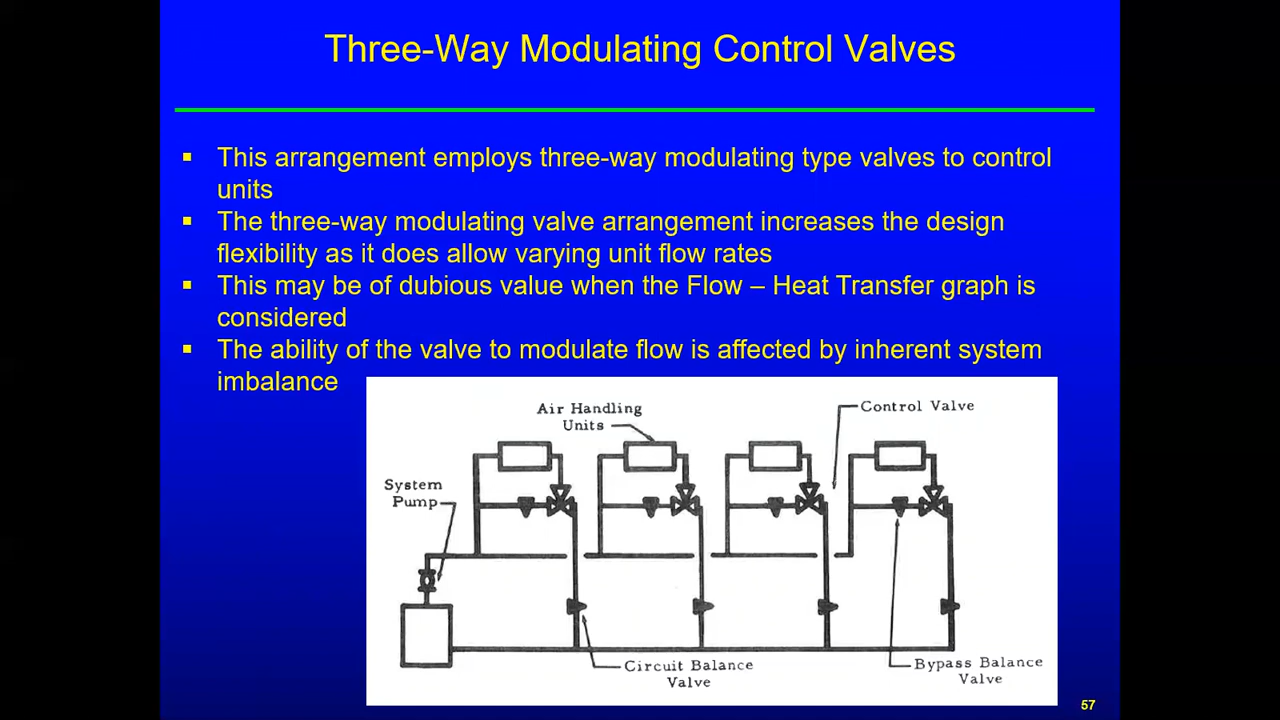 Three-Way Modulating Control Valves
▪ This arrangement employs three-way modulating type valves to control
units
▪ The three-way modulating valve arrangement increases the design
flexibility as it does allow varying unit flow rates
▪ This may be of dubious value when the Flow – Heat Transfer graph is
considered
▪ The ability of the valve to modulate flow is affected by inherent system
imbalance
Air Handling
Units
Control Valve
System
Pump
Circuit Balance
Valve
Bypass Balance
Valve
57